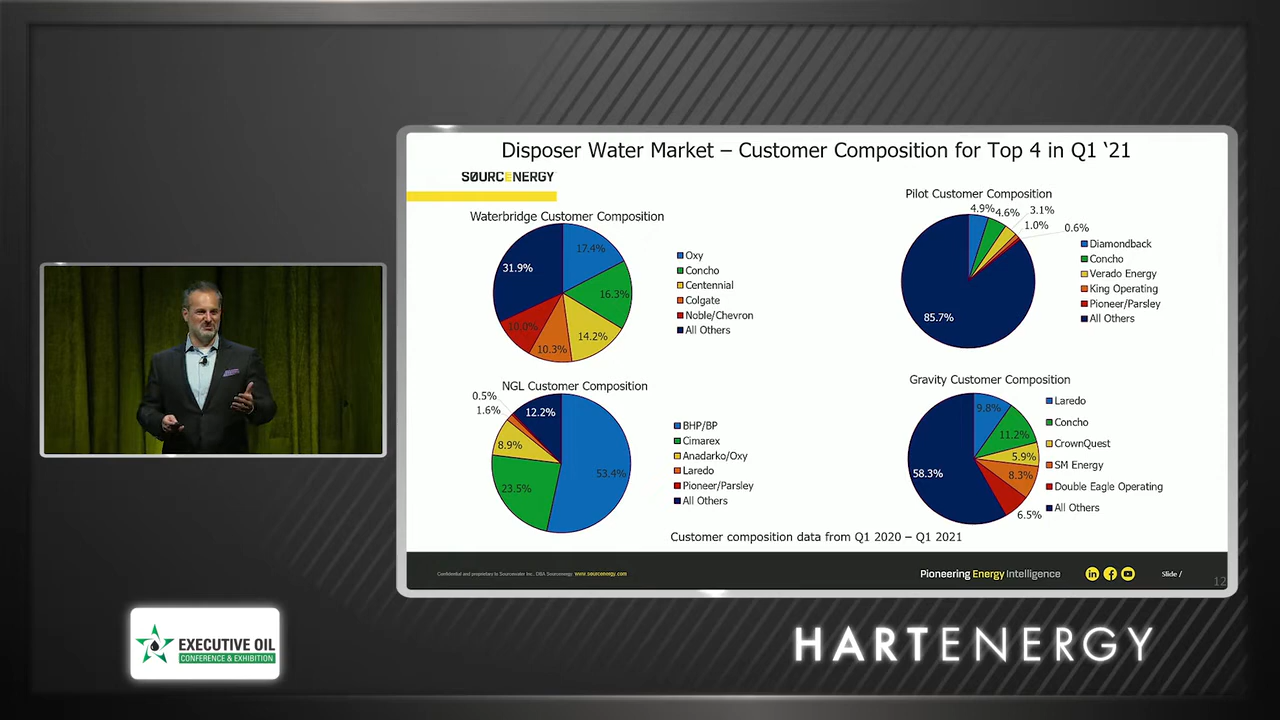 Disposer Water Market – Customer Composition for Top 4 in Q1 ‘21
SØURCENERGY
Waterbridge Customer Composition
17.4%
16.3%
14.2%
10.3%
10.0%
31.9%
Oxy
Concho
Centennial
Colgate
Noble/Chevron
All Others
Pilot Customer Composition
4.9%
4.6%
3.1%
1.0%
0.6%
85.7%
Diamondback
Concho
Verado Energy
King Operating
Pioneer/Parsley
All Others
NGL Customer Composition
0.5%
1.6%
12.2%
8.9%
23.5%
53.4%
BHP/BP
Cimarex
Anadarko/Oxy
Laredo
Pioneer/Parsley
All Others
Gravity Customer Composition
9.8%
11.2%
5.9%
8.3%
6.5%
58.3%
Laredo
Concho
CrownQuest
SM Energy
Double Eagle Operating
All Others
Customer composition data from Q1 2020 – Q1 2021
Confidential and proprietary to Sourcewater Inc., DBA Sourcenergy www.sourcenergy.com
Pioneering Energy Intelligence
Slide /
12
EXECUTIVE OIL
CONFERENCE & EXHIBITION
HARTENERGY